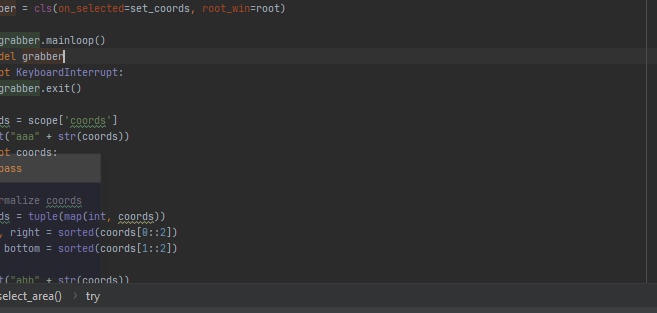 ber = cls(on_selected=set_coords, root_win=root)
grabber.mainloop()
del grabber
pt KeyboardInterrupt:
grabber.exit()
ds = scope['coords']
t("aaa" + str(coords))
ot coords:
pass
rmalize coords
ds = tuple(map(int, coords))
, right = sorted(coords[0::2])
bottom = sorted(coords[1::2])
t("abb" + str(coords))
select_area() > try